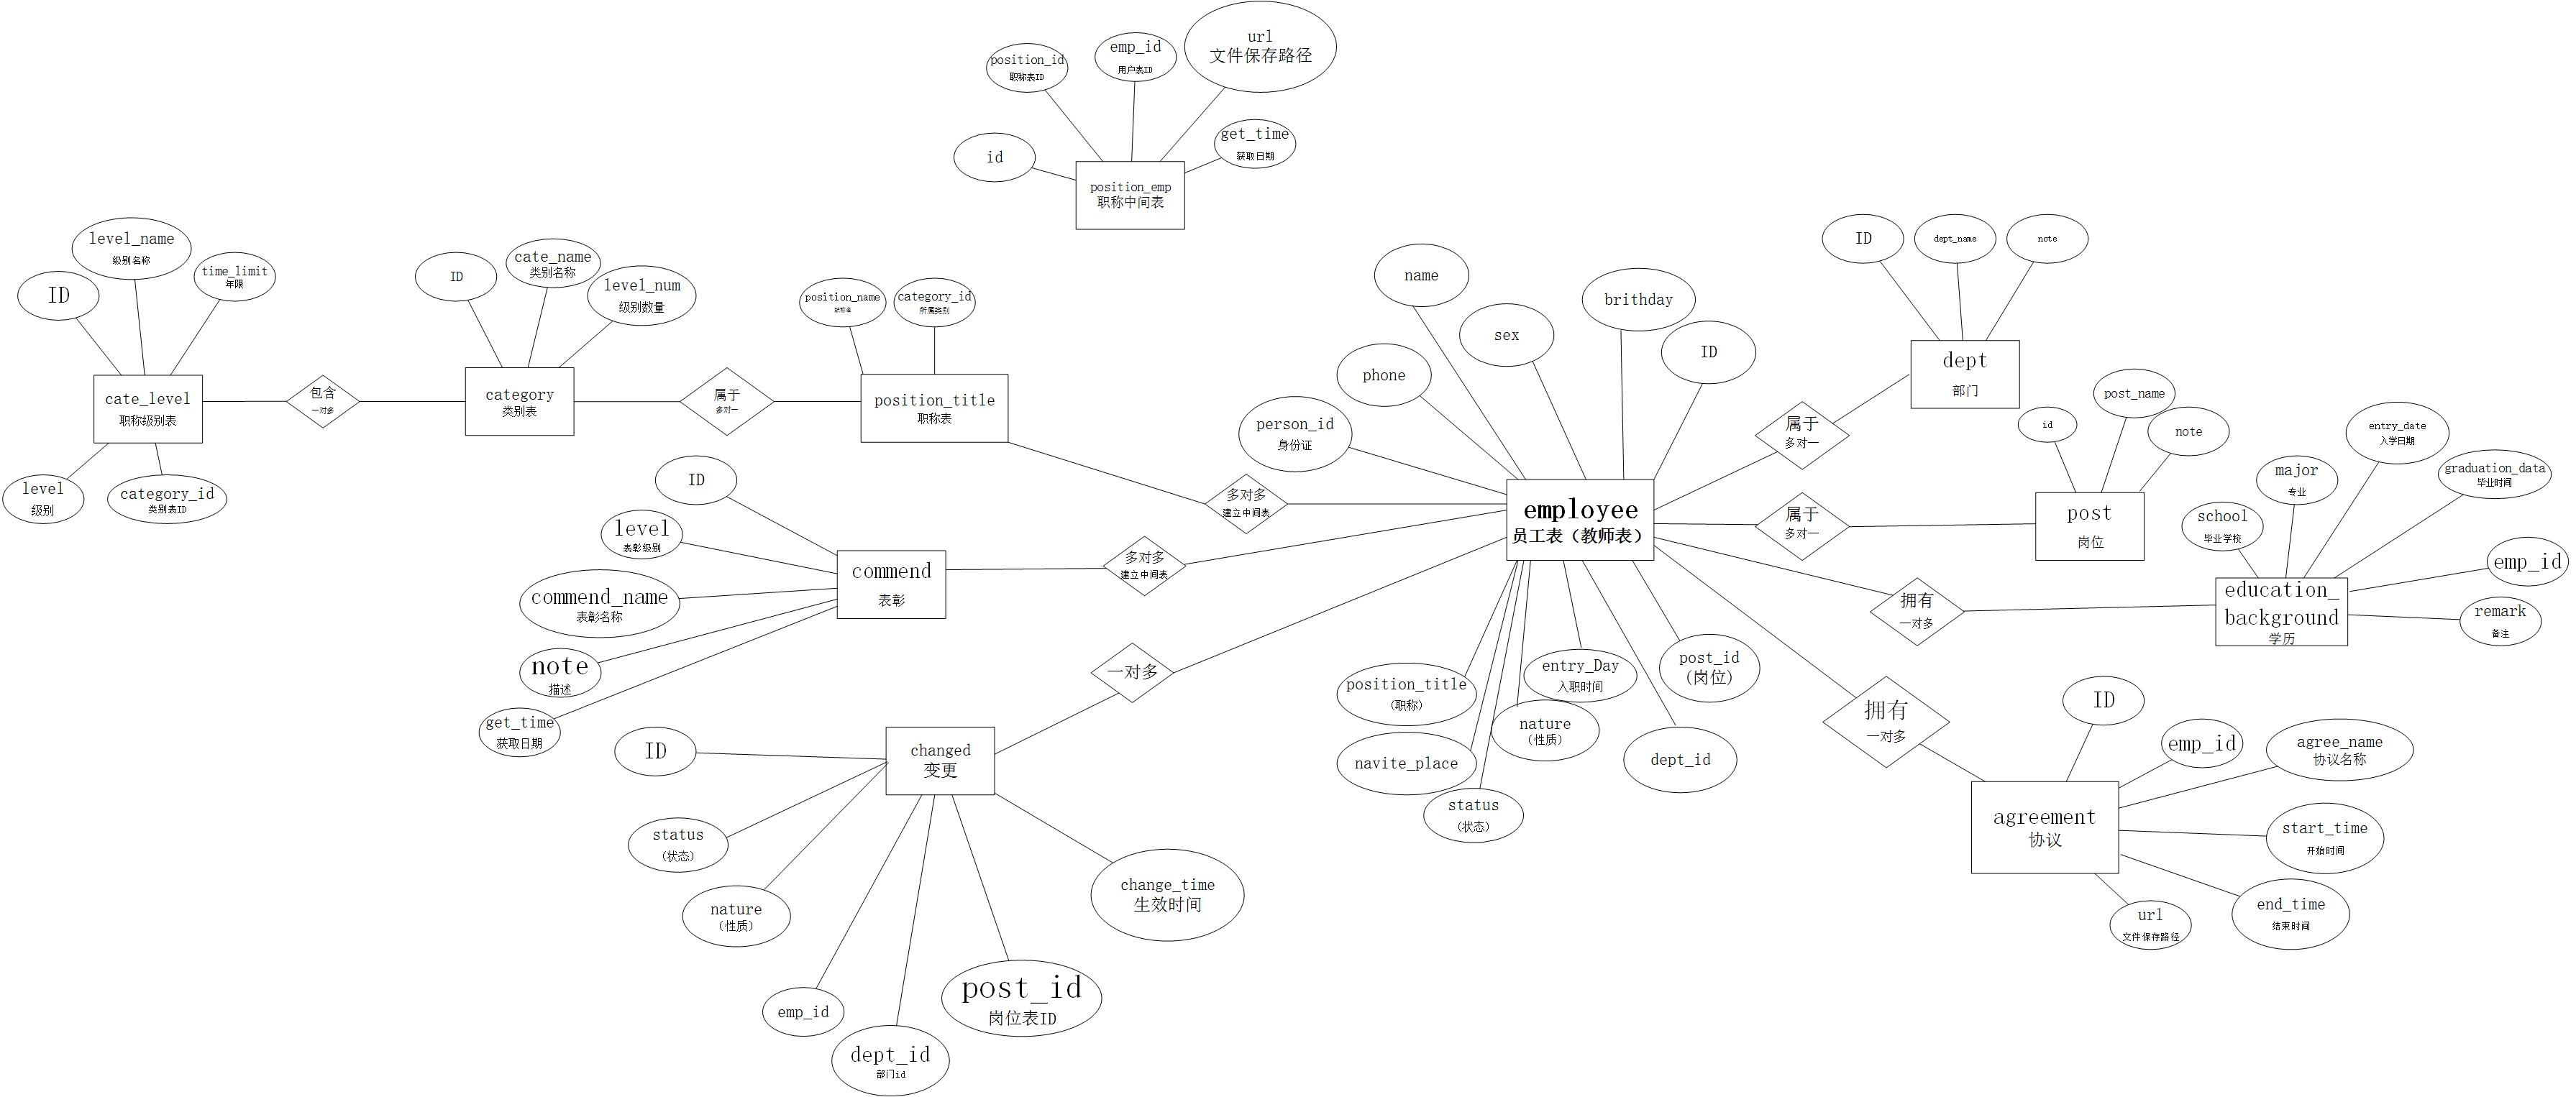 url
文件保存路径
emp_id
用户表ID
position_id
职称表ID
get_time
获取日期
id
position_emp
职称中间表
level_name
级别名称
time_limit
年限
ID
ID
cate_name
类别名称
level_num
级别数量
position_name
职称名
category_id
所属类别
cate_level
职称级别表
包含
一对多
category
类别表
属于
多对一
position_title
职称表
level
级别
category_id
类别表ID
name
sex
brithday
ID
phone
person_id
身份证
ID
dept_name
note
dept
部门
属于
多对一
多对多
建立中间表
employee
员工表（教师表）
属于
多对一
id
post_name
note
post
岗位
entry_date
入学日期
major
专业
graduation_data
毕业时间
school
毕业学校
emp_id
remark
备注
education_
background
学历
拥有
一对多
ID
level
表彰级别
commend_name
表彰名称
note
描述
get_time
获取日期
commend
表彰
多对多
建立中间表
一对多
position_title
(职称)
navite_place
status
(状态)
nature
(性质)
entry_Day
入职时间
dept_id
post_id
(岗位)
拥有
一对多
ID
emp_id
agree_name
协议名称
start_time
开始时间
end_time
结束时间
url
文件保存路径
agreement
协议
changed
变更
ID
status
(状态)
nature
(性质)
emp_id
dept_id
部门id
post_id
岗位表ID
change_time
生效时间